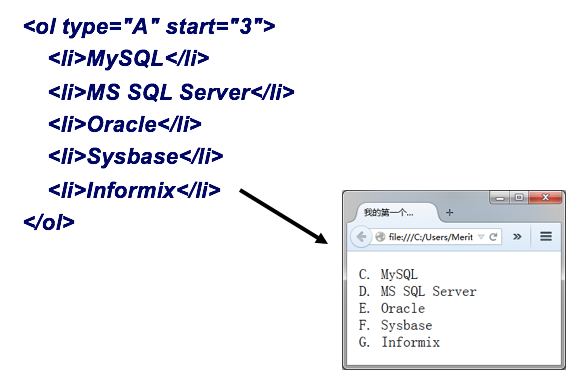 <ol type="A" start="3">
<li>MySQL</li>
<li>MS SQL Server</li>
<li>Oracle</li>
<li>Sysbase</li>
<li>Informix</li>
</ol>
我的第一个...
file:///C:/Users/Merit
C. MySQL
D. MS SQL Server
E. Oracle
F. Sysbase
G. Informix